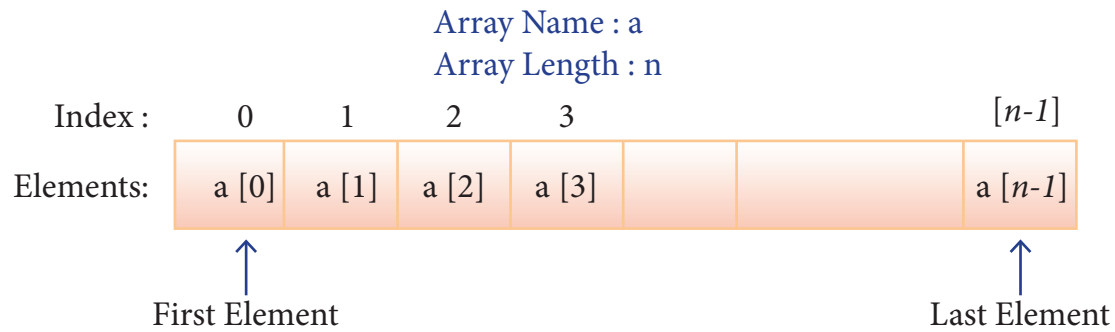 Array Name : a
Array Length : n
Index : 0 1 2 3 [n-1]
Elements: a [0] a [1] a [2] a [3] a [n-1]
First Element Last Element